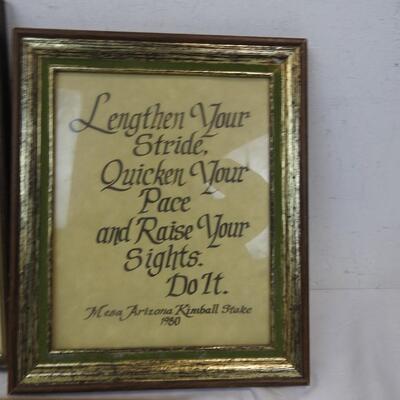 Lengthen Your
Stride,
Quicken Your
Pace
and Raise Your
Sights.
Do It.
Mesa Arizona Kimball Stake
1980